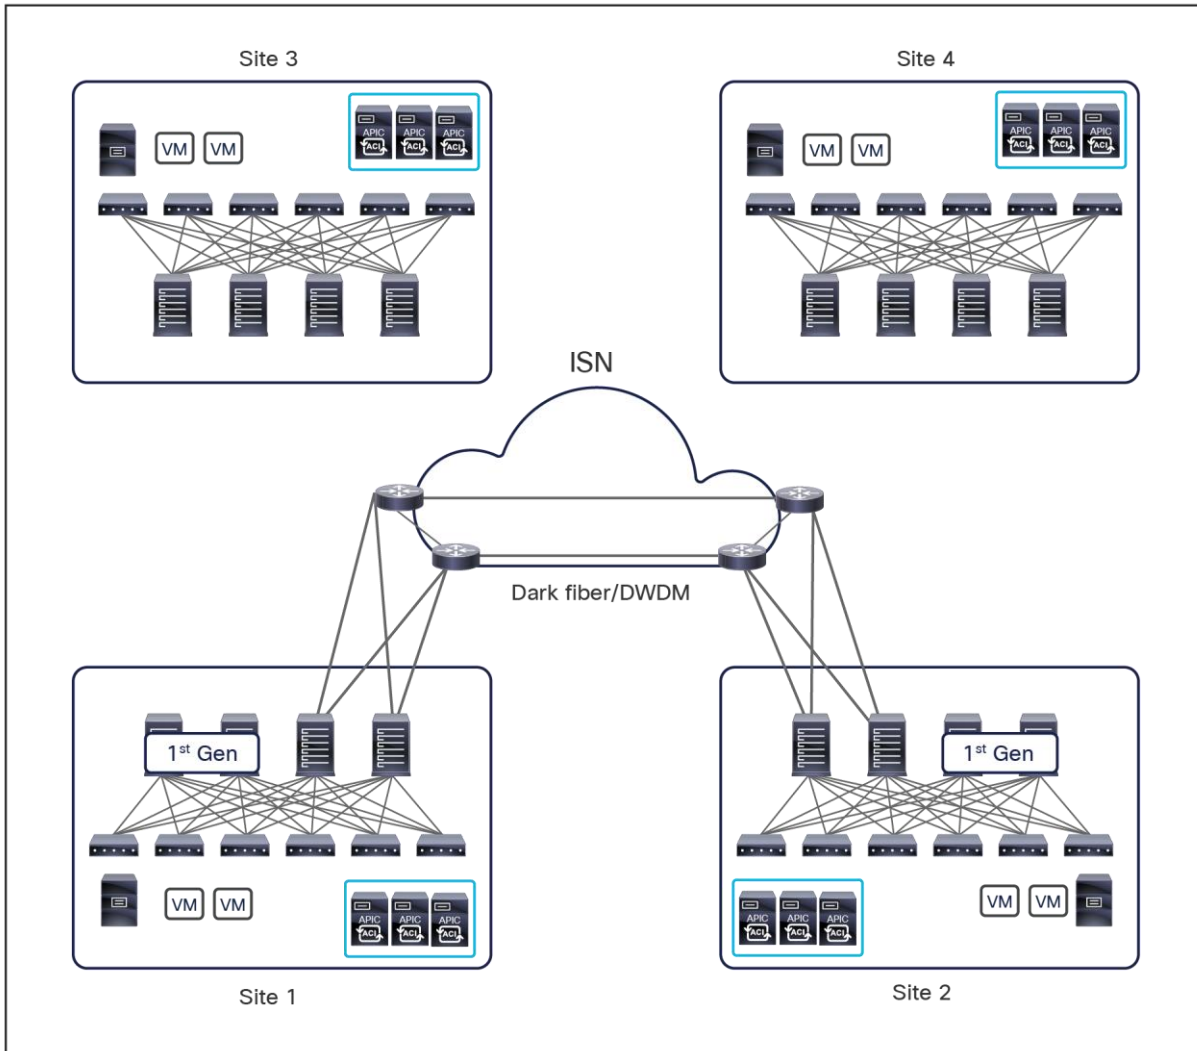 Site 3
Site 4
VM VM
APIC APIC APIC
ACI ACI ACI
VM VM
APIC APIC APIC
ACI ACI ACI
ISN
Dark fiber/DWDM
1st Gen
1st Gen
VM VM
APIC APIC APIC
ACI ACI ACI
APIC APIC APIC
ACI ACI ACI
VM VM
Site 1
Site 2